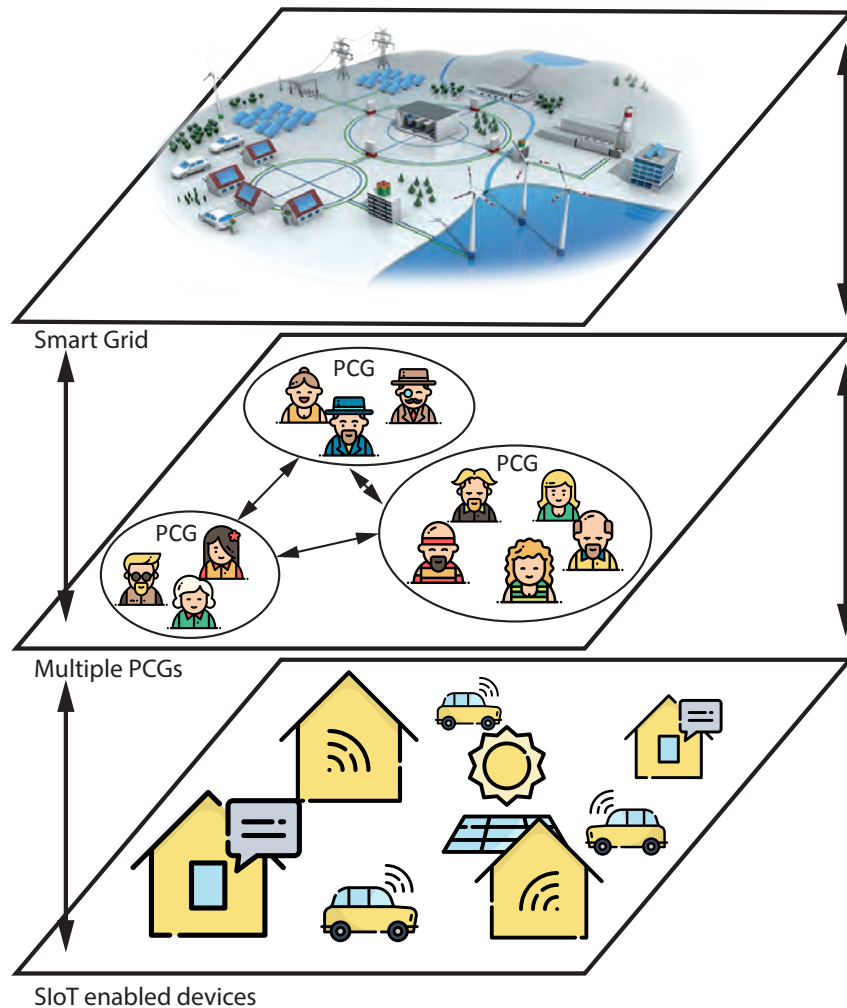 Smart Grid
PCG
PCG
PCG
Multiple PCGs
SIoT enabled devices